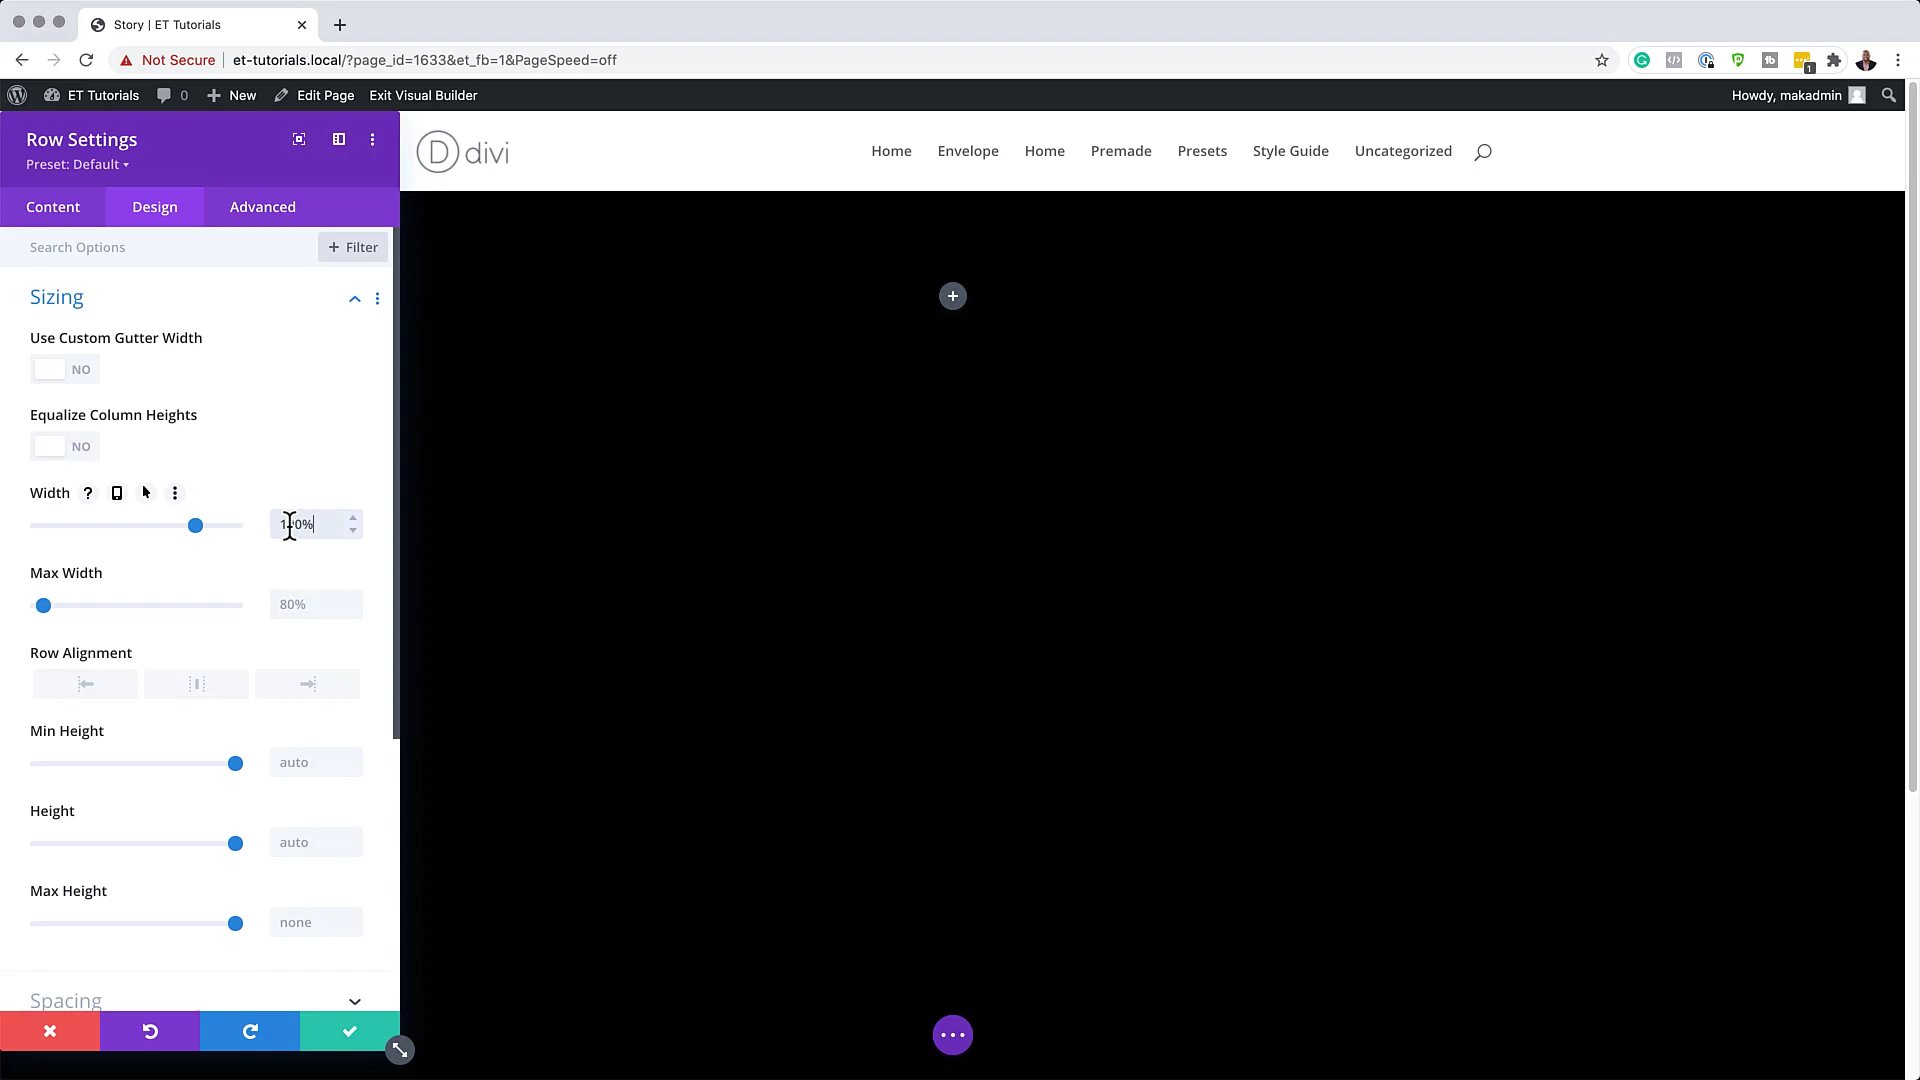 Story | ET Tutorials
Not Secure
et-tutorials.local/?page_id=1633&et_fb=1&PageSpeed=off
1
ET Tutorials
0
New
Edit Page
Exit Visual Builder
Howdy, makadmin
Row Settings
Preset: Default
D divi
Home
Envelope
Home
Premade
Presets
Style Guide
Uncategorized
Content
Design
Advanced
Search Options
+ Filter
Sizing
Use Custom Gutter Width
NO
Equalize Column Heights
NO
Width ?
Max Width
80%
Row Alignment
Min Height
auto
Height
auto
Max Height
none
Spacing